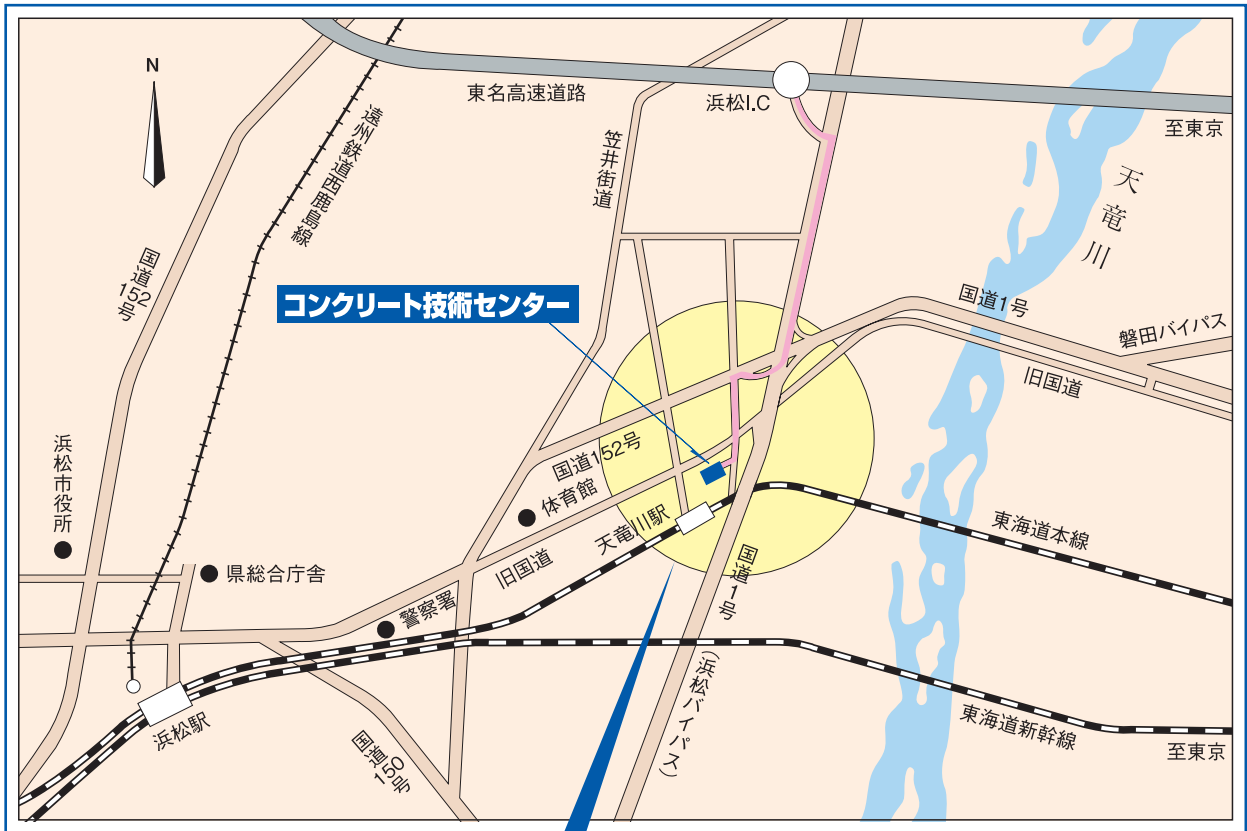 N
東名高速道路
浜松I.C
至東京
遠州鉄道西鹿島線
笠井街道
天竜川
国道152号
コンクリート技術センター
国道1号
磐田バイパス
旧国道
浜松市役所
国道152号
体育館
天竜川駅
東海道本線
県総合庁舎
旧国道
国道1号
警察署
(浜松バイパス)
浜松駅
国道150号
東海道新幹線
至東京